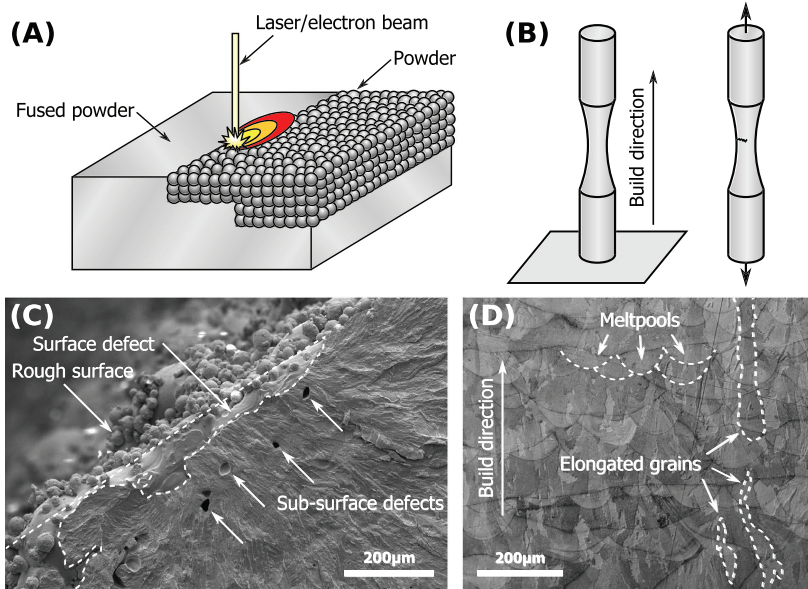 (A)
Laser/electron beam
Powder
Fused powder
(B)
Build direction
(C)
Surface defect
Rough surface
Sub-surface defects
200µm
(D)
Meltpools
Build direction
Elongated grains
200µm